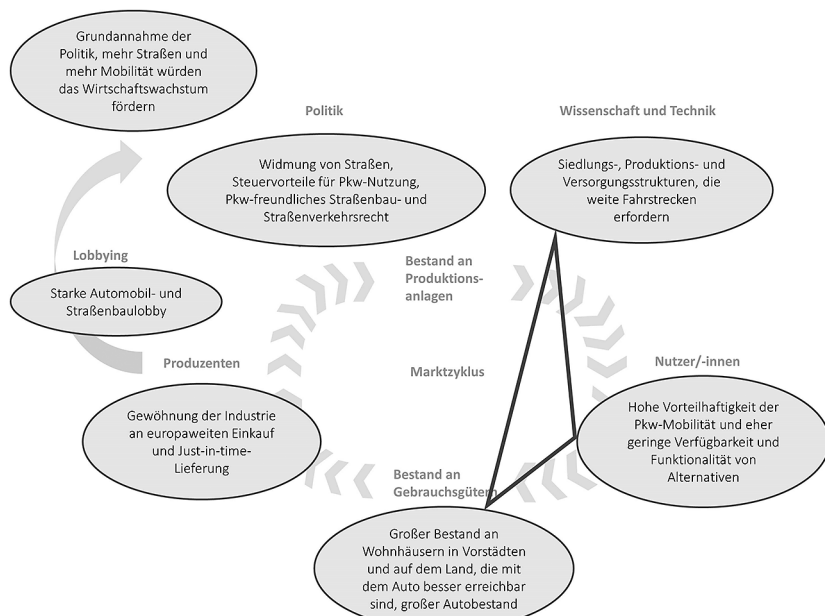 Grundannahme der
Politik, mehr Straßen und
mehr Mobilität würden
das Wirtschaftswachstum
fördern
Politik
Wissenschaft und Technik
Widmung von Straßen,
Steuervorteile für Pkw-Nutzung,
Pkw-freundliches Straßenbau- und
Straßenverkehrsrecht
Siedlungs-, Produktions- und
Versorgungsstrukturen, die
weite Fahrstrecken
erfordern
Lobbying
Bestand an
Produktions-
anlagen
Starke Automobil- und
Straßenbaulobby
Produzenten
Marktzyklus
Nutzer/-innen
Gewöhnung der Industrie
an europaweiten Einkauf
und Just-in-time-
Lieferung
Hohe Vorteilhaftigkeit der
Pkw-Mobilität und eher
geringe Verfügbarkeit und
Funktionalität von
Alternativen
Bestand an
Gebrauchsgütern
Großer Bestand an
Wohnhäusern in Vorstädten
und auf dem Land, die mit
dem Auto besser erreichbar
sind, großer Autobestand